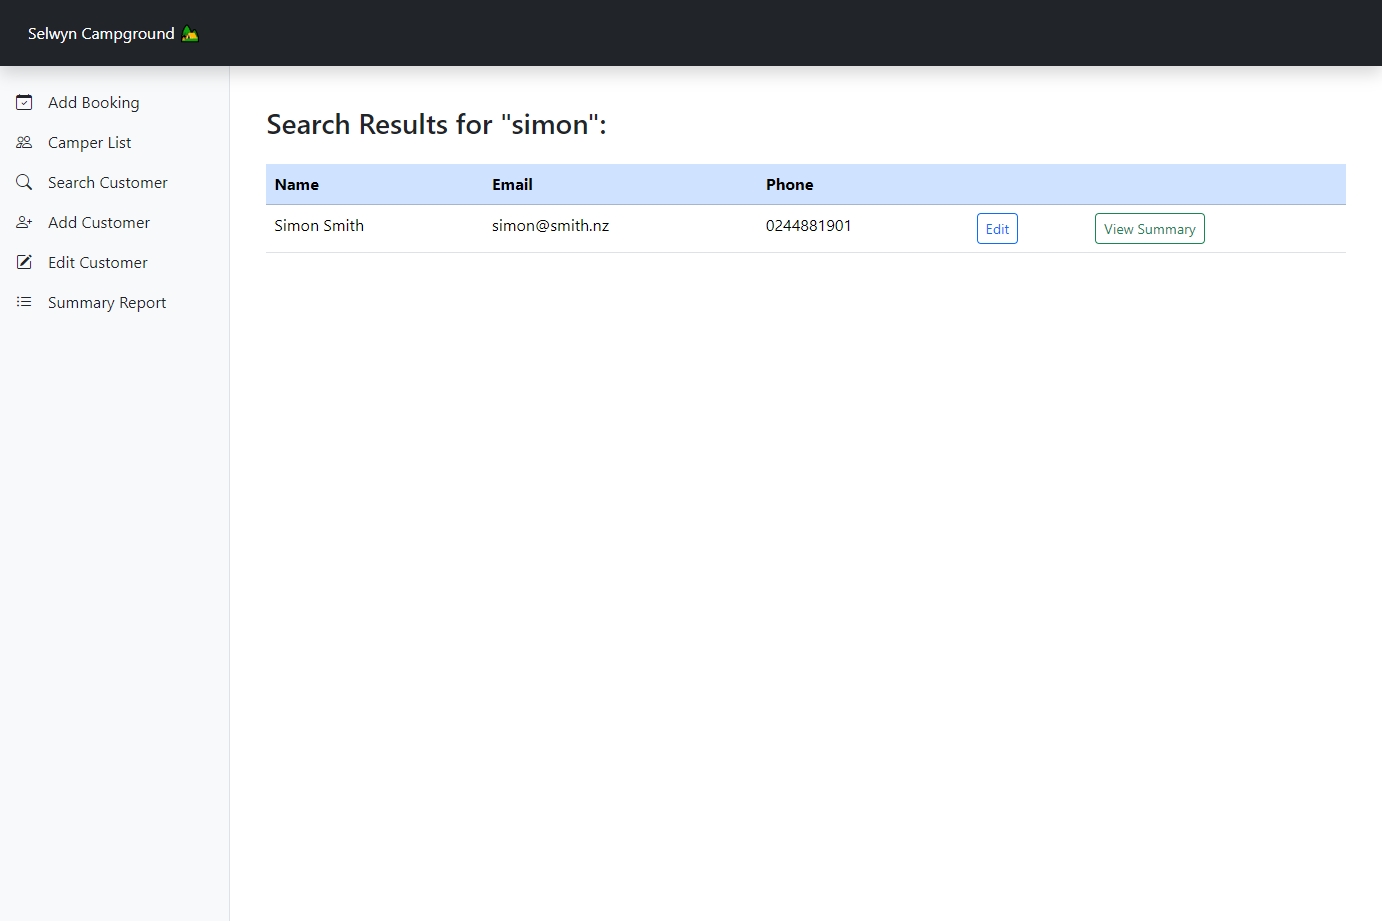 Selwyn Campground
Add Booking
Camper List
Search Customer
Add Customer
Edit Customer
Summary Report
Search Results for "simon":
Name Email Phone
Simon Smith simon@smith.nz 0244881901 Edit View Summary